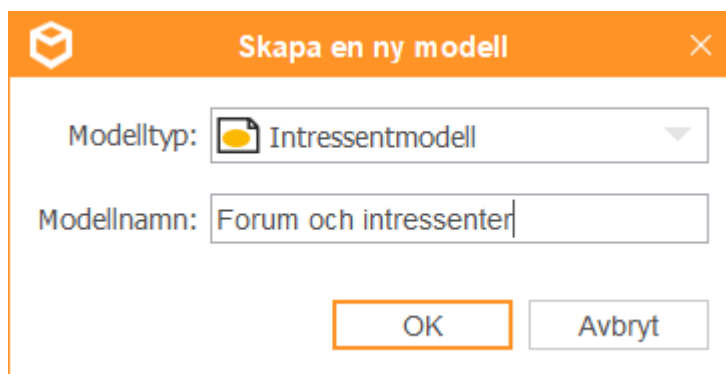 Skapa en ny modell
Modelltyp: Intressentmodell
Modellnamn: Forum och intressenter
OK Avbryt